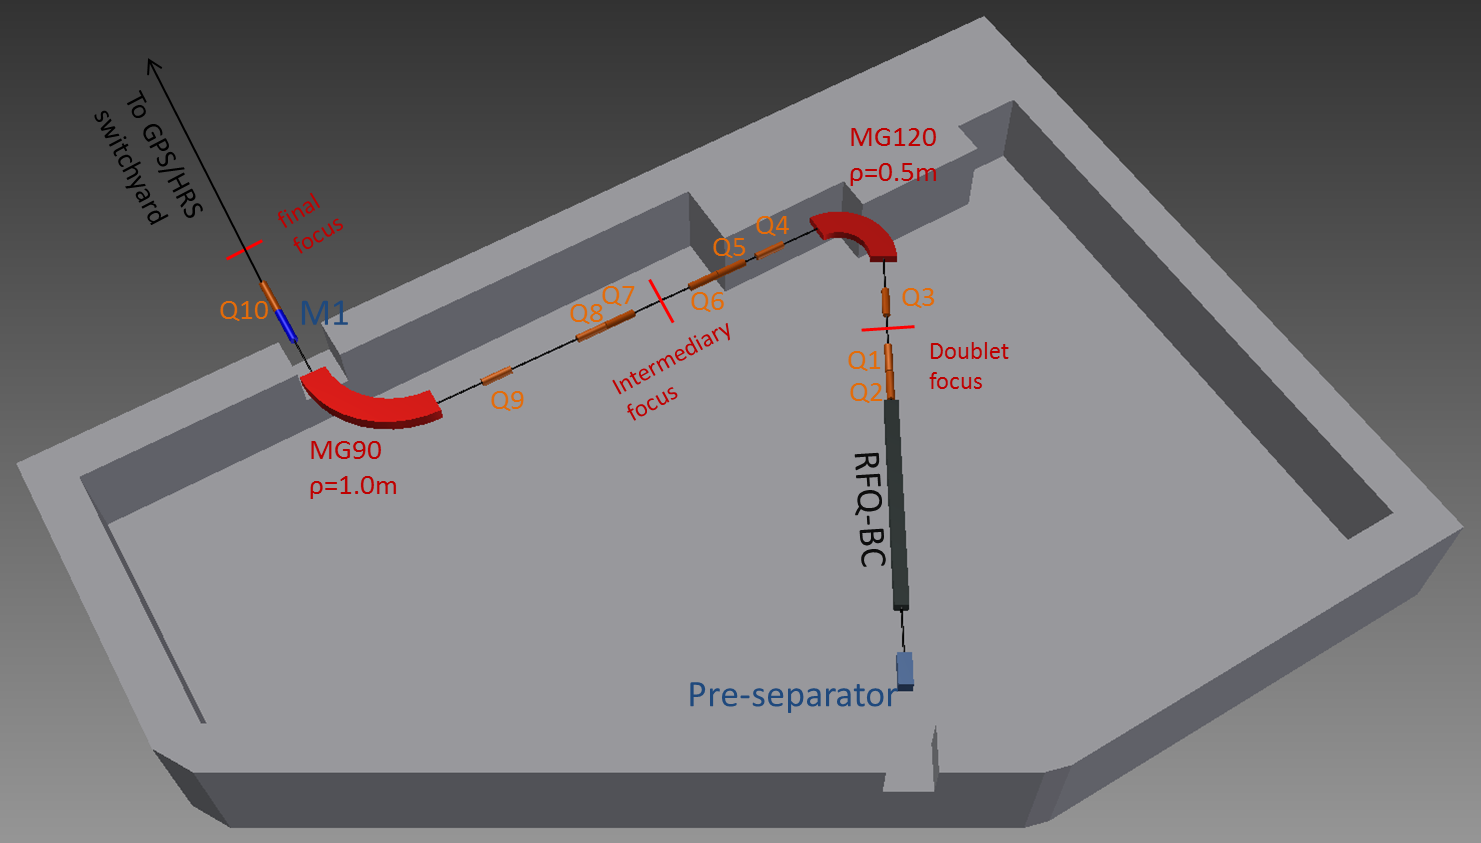 To GPS/HRS
switchyard
final
focus
Q10
M1
MG90
ρ=1.0m
Q9
Q8
Q7
Intermediary
focus
Q6
Q5
Q4
MG120
ρ=0.5m
Q3
Doublet
focus
Q1
Q2
RFQ-BC
Pre-separator